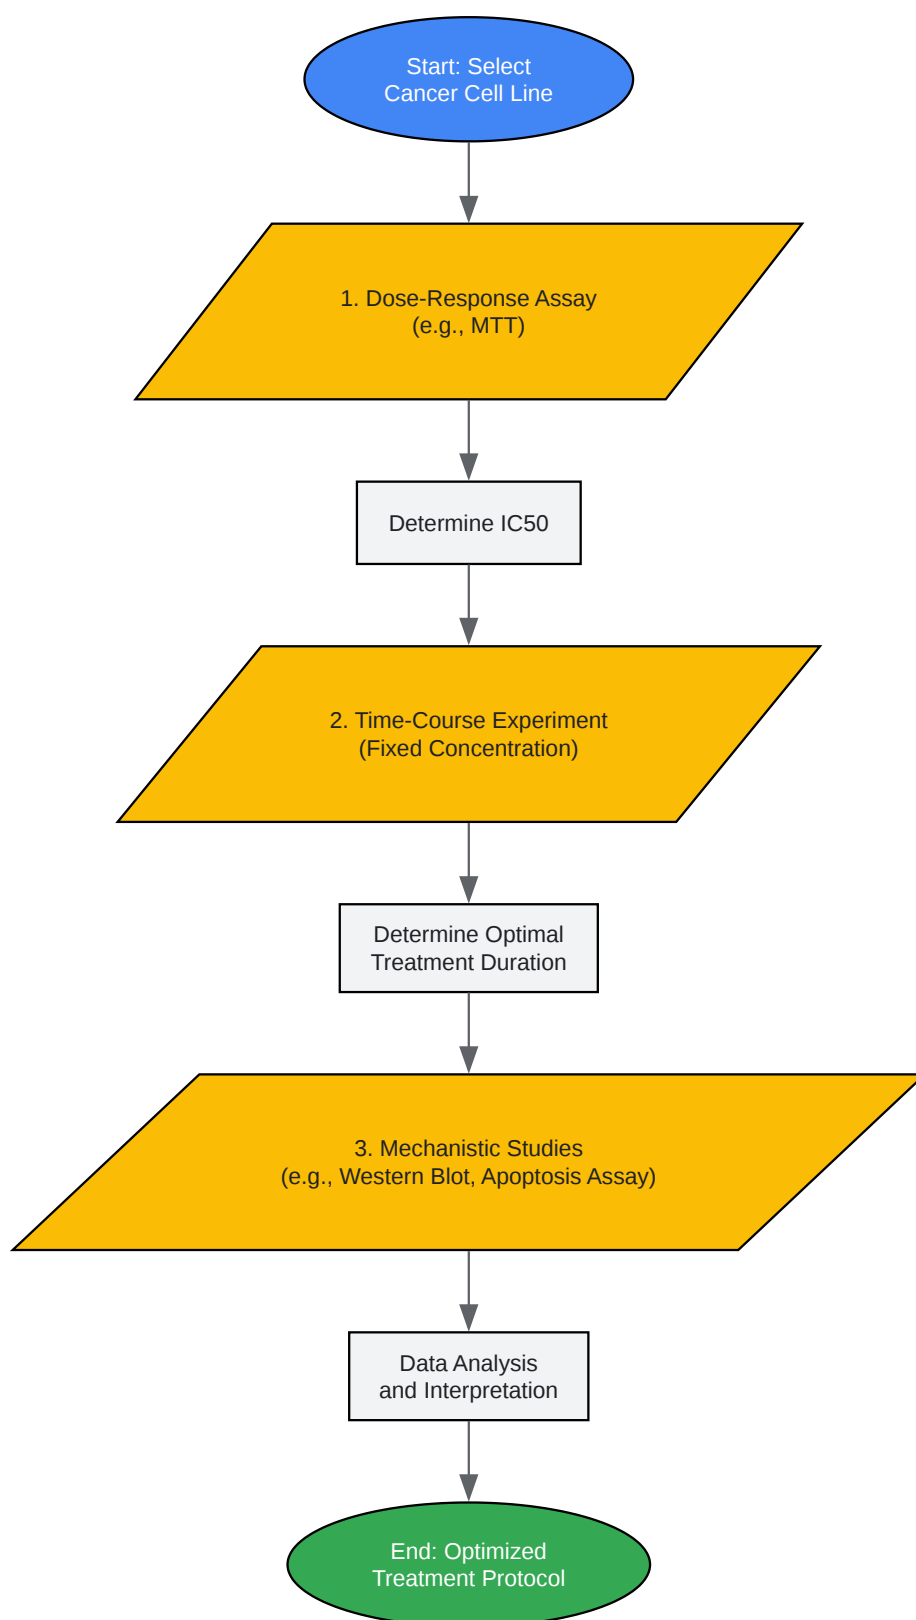 Start: Select
Cancer Cell Line
1. Dose-Response Assay
(e.g., MTT)
Determine IC50
2. Time-Course Experiment
(Fixed Concentration)
Determine Optimal
Treatment Duration
3. Mechanistic Studies
(e.g., Western Blot, Apoptosis Assay)
Data Analysis
and Interpretation
End: Optimized
Treatment Protocol